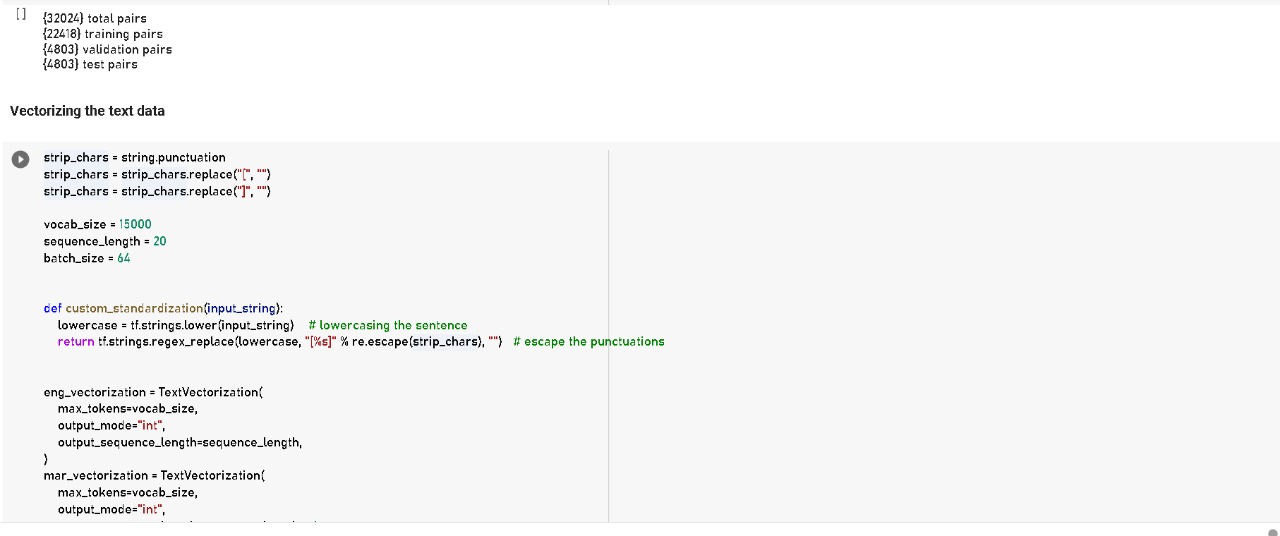 [ ]
{32024} total pairs
{22418} training pairs
{4803} validation pairs
{4803} test pairs
Vectorizing the text data
strip_chars = string.punctuation
strip_chars = strip_chars.replace("[", "")
strip_chars = strip_chars.replace("]", "")
vocab_size = 15000
sequence_length = 20
batch_size = 64
def custom_standardization(input_string):
lowercase = tf.strings.lower(input_string) # lowercasing the sentence
return tf.strings.regex_replace(lowercase, "[%s]" % re.escape(strip_chars), "") # escape the punctuations
eng_vectorization = TextVectorization(
max_tokens=vocab_size,
output_mode="int",
output_sequence_length=sequence_length,
)
mar_vectorization = TextVectorization(
max_tokens=vocab_size,
output_mode="int",